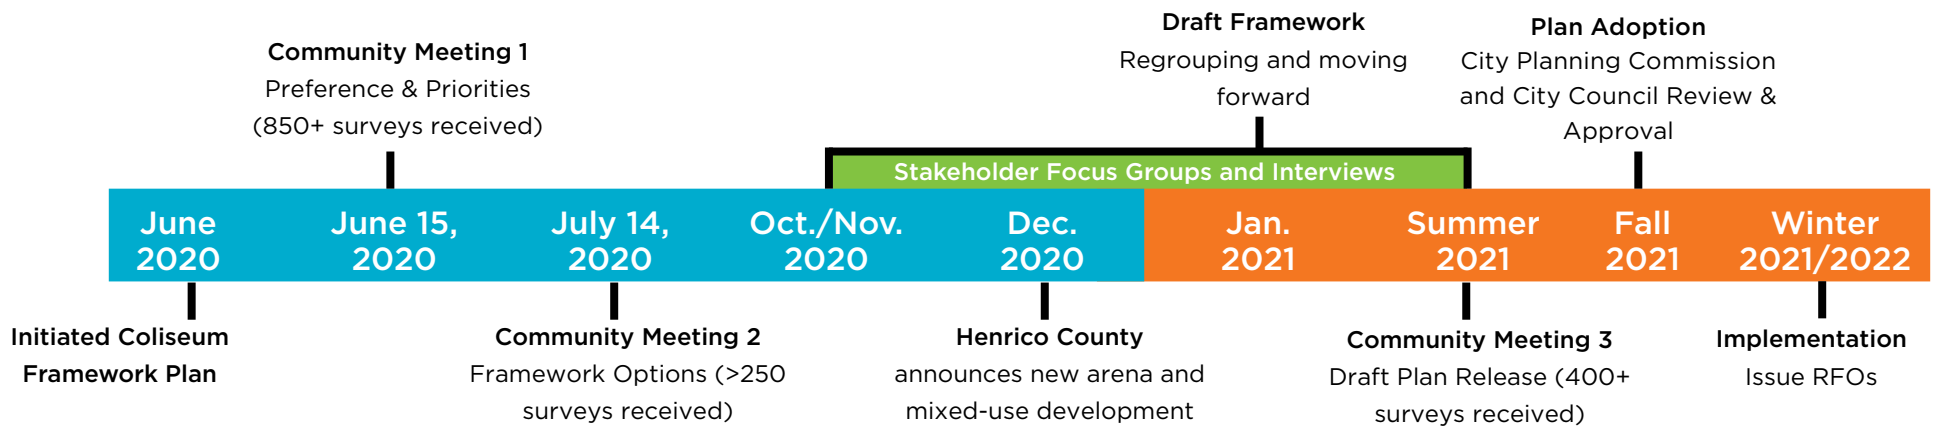 Community Meeting 1
Preference & Priorities
(850+ surveys received)
Draft Framework
Regrouping and moving
forward
Plan Adoption
City Planning Commission
and City Council Review &
Approval
Stakeholder Focus Groups and Interviews
June
2020
June 15,
2020
July 14,
2020
Oct./Nov.
2020
Dec.
2020
Jan.
2021
Summer
2021
Fall
2021
Winter
2021/2022
Initiated Coliseum
Framework Plan
Community Meeting 2
Framework Options (>250
surveys received)
Henrico County
announces new arena and
mixed-use development
Community Meeting 3
Draft Plan Release (400+
surveys received)
Implementation
Issue RFOs